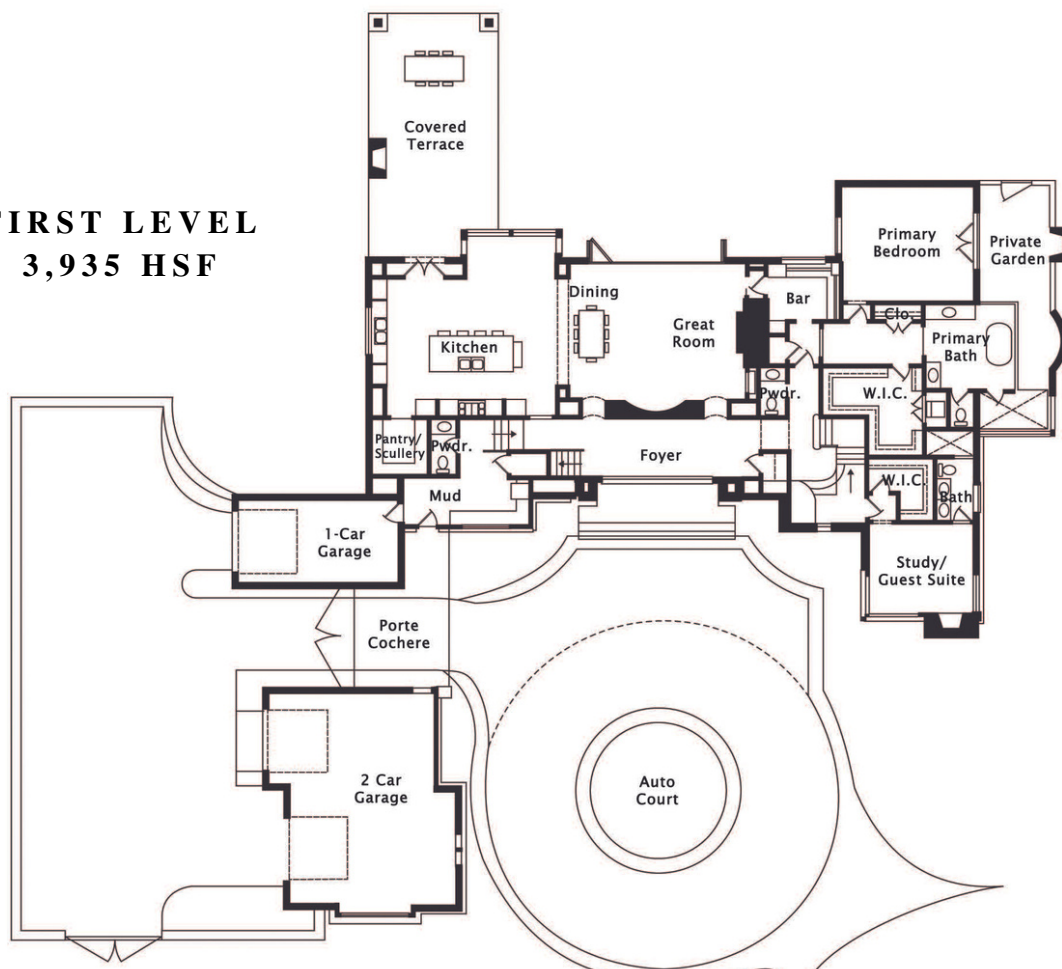 FIRST LEVEL
3,935 HSF
Covered
Terrace
Primary
Bedroom
Private
Garden
Dining
Bar
Clo.
Great
Room
Kitchen
Primary
Bath
Pwdr.
W.I.C.
Pantry/
Scullery
Pwdr.
Foyer
Mud
W.I.C.
Bath
1-Car
Garage
Study/
Guest Suite
Porte
Cochere
2 Car
Garage
Auto
Court